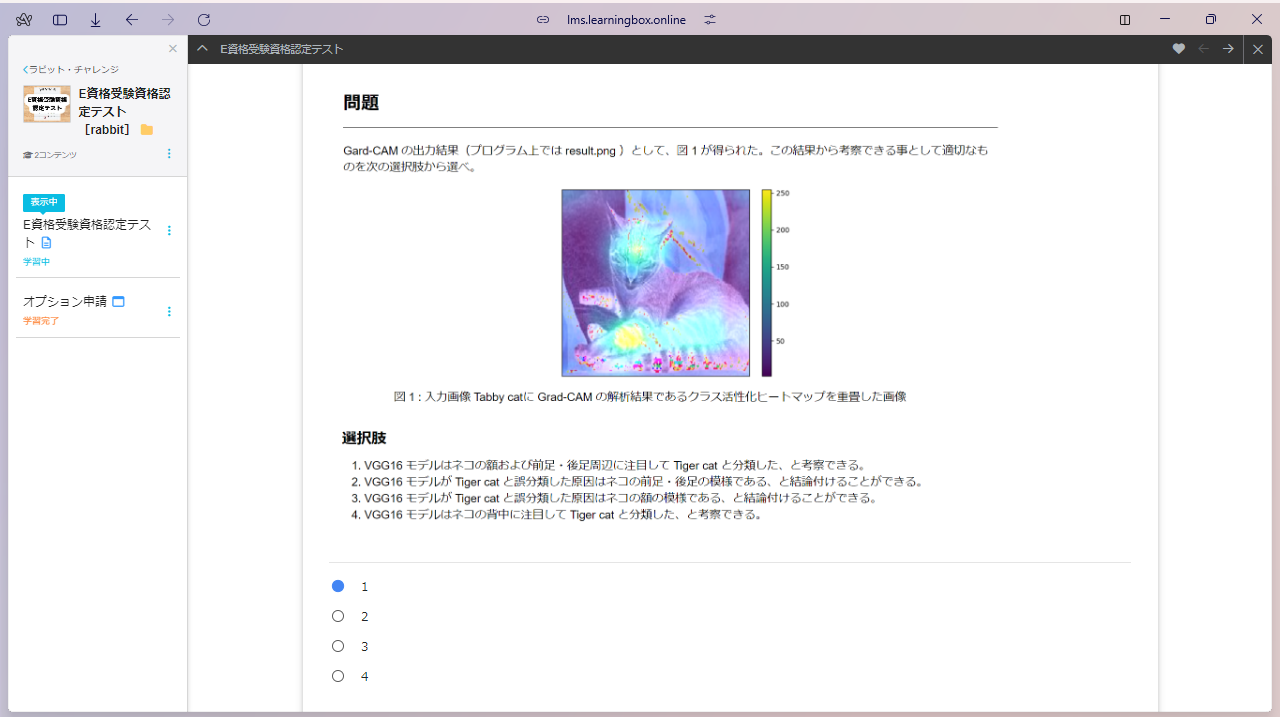 lms.learningbox.online
E資格受験資格認定テスト
ラビット・チャレンジ
E資格受験資格
認定テスト
E資格受験資格認
定テスト
［rabbit］
2コンテンツ
表示中
E資格受験資格認定テス
ト
学習中
オプション申請
学習完了
問題
Gard-CAM の出力結果（プログラム上では result.png ）として、図 1 が得られた。この結果から考察できる事として適切なも
のを次の選択肢から選べ。
250
200
150
100
50
図 1 : 入力画像 Tabby catに Grad-CAM の解析結果であるクラス活性化ヒートマップを重畳した画像
選択肢
1. VGG16 モデルはネコの額および前足・後足周辺に注目して Tiger cat と分類した、と考察できる。
2. VGG16 モデルが Tiger cat と誤分類した原因はネコの前足・後足の模様である、と結論付けることができる。
3. VGG16 モデルが Tiger cat と誤分類した原因はネコの額の模様である、と結論付けることができる。
4. VGG16 モデルはネコの背中に注目して Tiger cat と分類した、と考察できる。
1
2
3
4